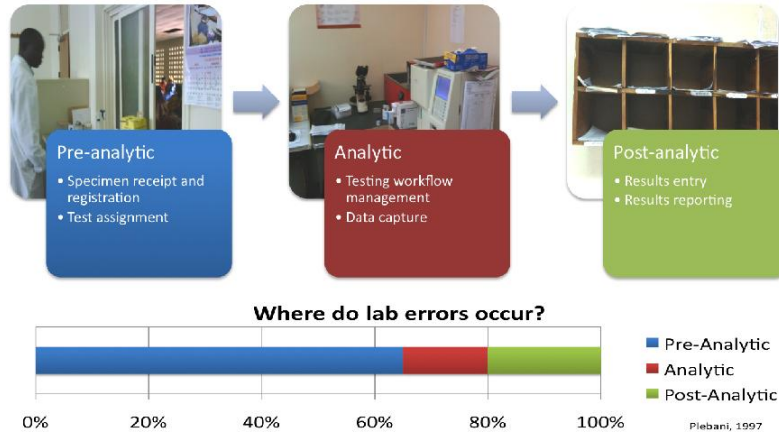 Pre-analytic
• Specimen receipt and
registration
• Test assignment
Analytic
• Testing workflow
management
• Data capture
Post-analytic
• Results entry
• Results reporting
Where do lab errors occur?
Pre-Analytic
Analytic
Post-Analytic
0% 20% 40% 60% 80% 100%
Plebani, 1997